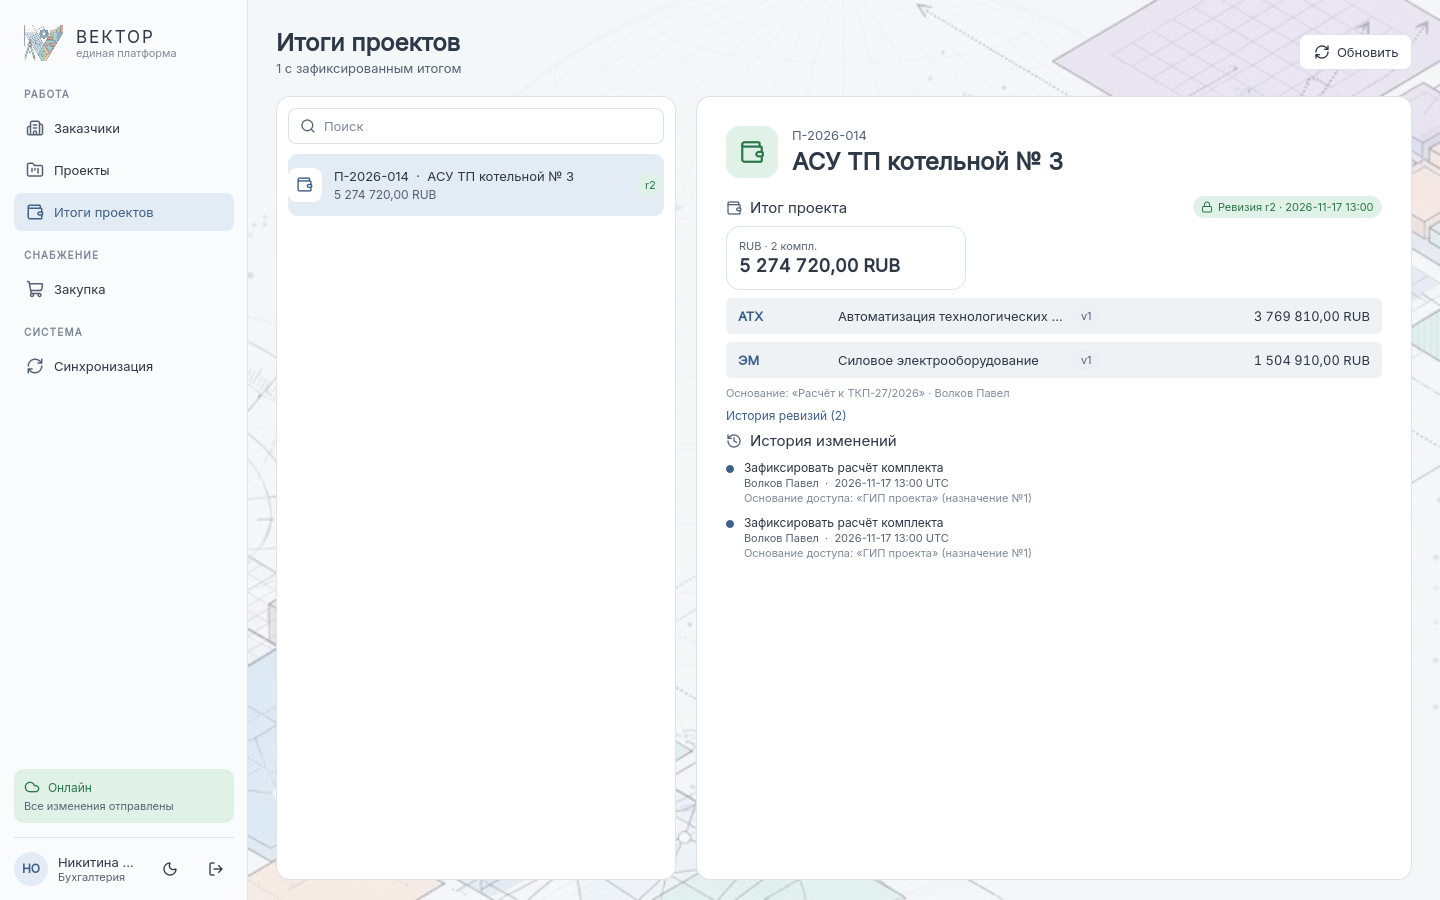 ВЕКТОР
единая платформа
РАБОТА
Заказчики
Проекты
Итоги проектов
СНАБЖЕНИЕ
Закупка
СИСТЕМА
Синхронизация
Онлайн
Все изменения отправлены
НО
Никитина ...
Бухгалтерия
Итоги проектов
1 с зафиксированным итогом
Обновить
Поиск
П-2026-014 · АСУ ТП котельной № 3
5 274 720,00 RUB
r2
П-2026-014
АСУ ТП котельной № 3
Итог проекта
Ревизия r2 · 2026-11-17 13:00
RUB · 2 компл.
5 274 720,00 RUB
АТХ Автоматизация технологических ... v1 3 769 810,00 RUB
ЭМ Силовое электрооборудование v1 1 504 910,00 RUB
Основание: «Расчёт к ТКП-27/2026» · Волков Павел
История ревизий (2)
История изменений
Зафиксировать расчёт комплекта
Волков Павел · 2026-11-17 13:00 UTC
Основание доступа: «ГИП проекта» (назначение №1)
Зафиксировать расчёт комплекта
Волков Павел · 2026-11-17 13:00 UTC
Основание доступа: «ГИП проекта» (назначение №1)